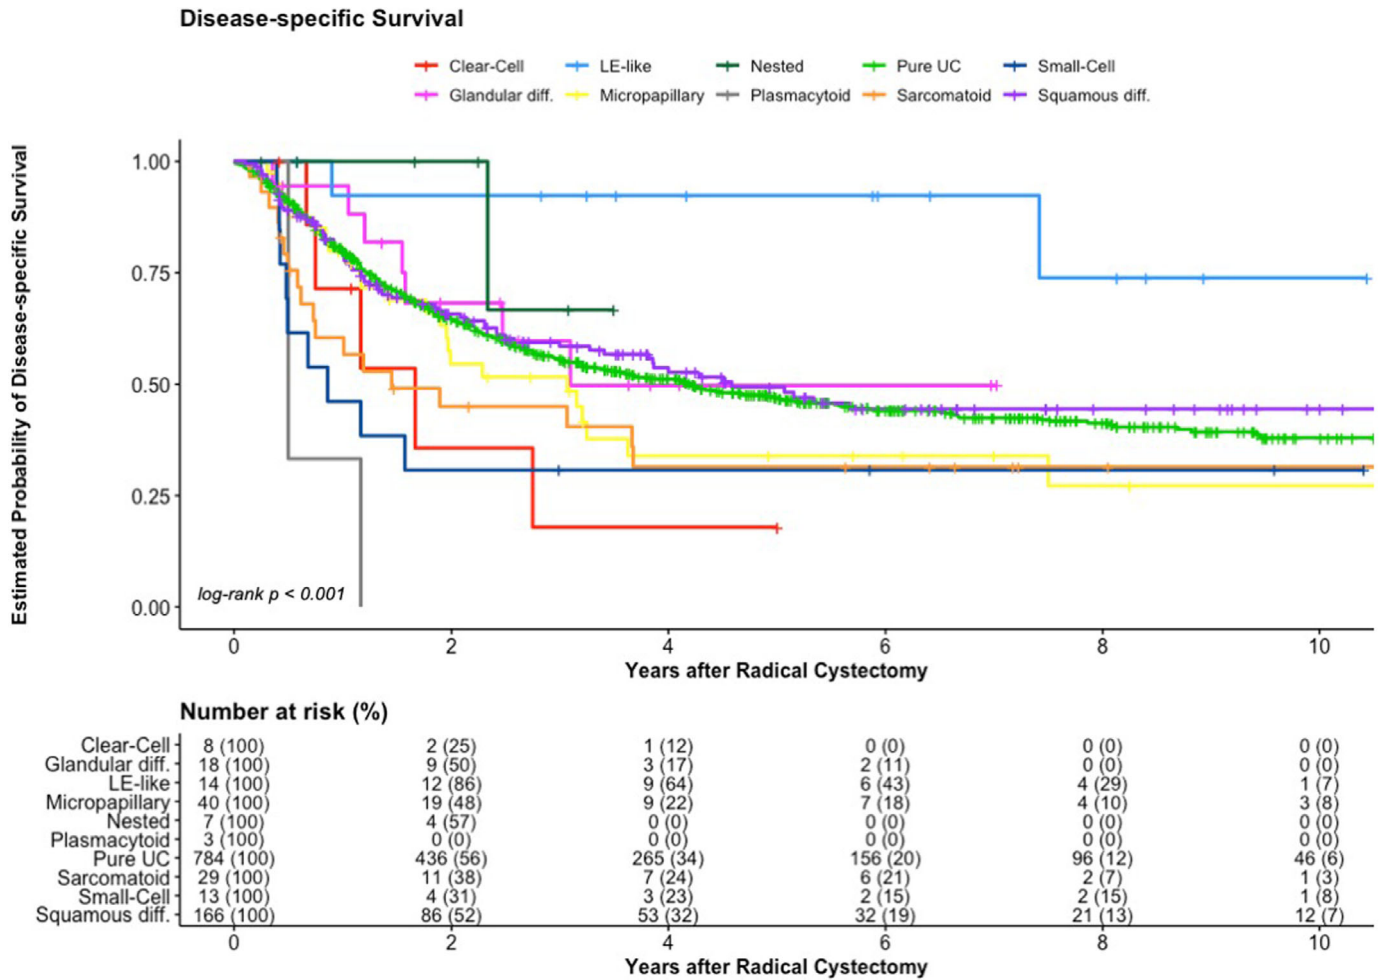 Disease-specific Survival
Clear-Cell LE-like Nested Pure UC Small-Cell
Glandular diff. Micropapillary Plasmacytoid Sarcomatoid Squamous diff.
Estimated Probability of Disease-specific Survival
1.00
0.75
0.50
0.25
0.00
log-rank p < 0.001
0 2 4 6 8 10
Years after Radical Cystectomy
Number at risk (%)
Clear-Cell 8 (100) 2 (25) 1 (12) 0 (0) 0 (0) 0 (0)
Glandular diff. 18 (100) 9 (50) 3 (17) 2 (11) 0 (0) 0 (0)
LE-like 14 (100) 12 (86) 9 (64) 6 (43) 4 (29) 1 (7)
Micropapillary 40 (100) 19 (48) 9 (22) 7 (18) 4 (10) 3 (8)
Nested 7 (100) 4 (57) 0 (0) 0 (0) 0 (0) 0 (0)
Plasmacytoid 3 (100) 0 (0) 0 (0) 0 (0) 0 (0) 0 (0)
Pure UC 784 (100) 436 (56) 265 (34) 156 (20) 96 (12) 46 (6)
Sarcomatoid 29 (100) 11 (38) 7 (24) 6 (21) 2 (7) 1 (3)
Small-Cell 13 (100) 4 (31) 3 (23) 2 (15) 2 (15) 1 (8)
Squamous diff. 166 (100) 86 (52) 53 (32) 32 (19) 21 (13) 12 (7)
0 2 4 6 8 10
Years after Radical Cystectomy